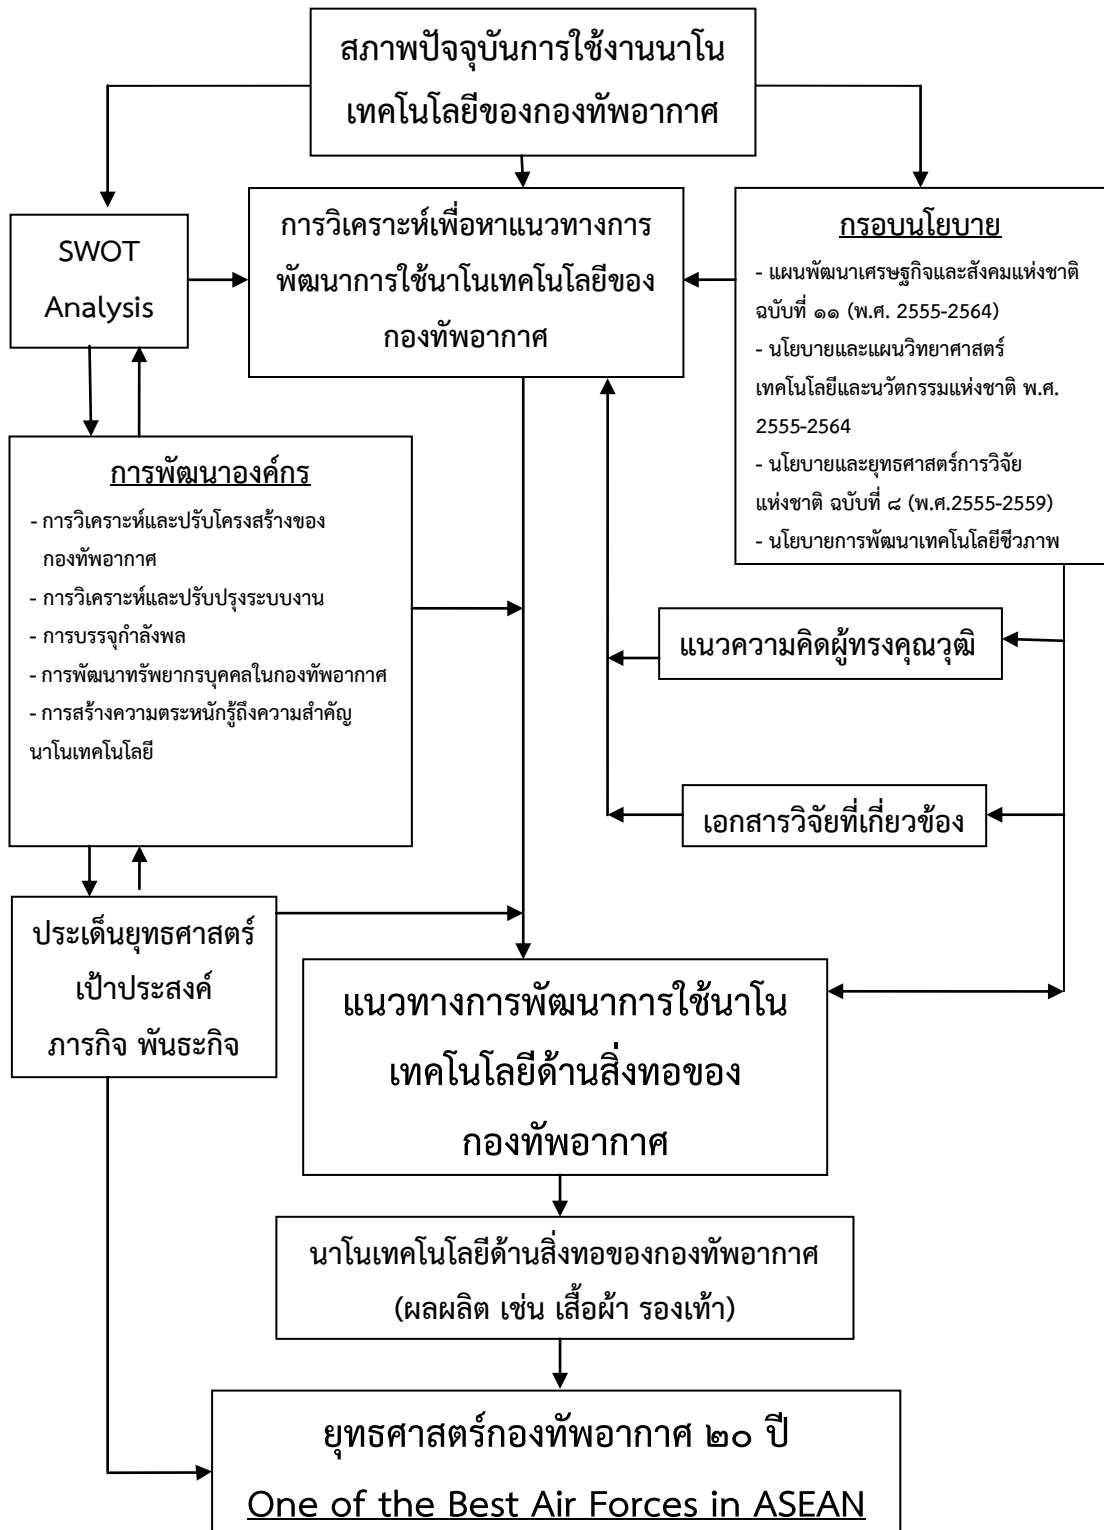 สภาพปัจจุบันการใช้งานนาโน
เทคโนโลยีของกองทัพอากาศ
SWOT
Analysis
การวิเคราะห์เพื่อหาแนวทางการ
พัฒนาการใช้นาโนเทคโนโลยีของ
กองทัพอากาศ
กรอบนโยบาย
- แผนพัฒนาเศรษฐกิจและสังคมแห่งชาติ
ฉบับที่ ๑๑ (พ.ศ. 2555-2564)
- นโยบายและแผนวิทยาศาสตร์
เทคโนโลยีและนวัตกรรมแห่งชาติ พ.ศ.
2555-2564
- นโยบายและยุทธศาสตร์การวิจัย
แห่งชาติ ฉบับที่ ๘ (พ.ศ.2555-2559)
- นโยบายการพัฒนาเทคโนโลยีชีวภาพ
การพัฒนาองค์กร
- การวิเคราะห์และปรับโครงสร้างของ
กองทัพอากาศ
- การวิเคราะห์และปรับปรุงระบบงาน
- การบรรจุกำลังพล
- การพัฒนาทรัพยากรบุคคลในกองทัพอากาศ
- การสร้างความตระหนักรู้ถึงความสำคัญ
นาโนเทคโนโลยี
แนวความคิดผู้ทรงคุณวุฒิ
เอกสารวิจัยที่เกี่ยวข้อง
ประเด็นยุทธศาสตร์
เป้าประสงค์
ภารกิจ พันธะกิจ
แนวทางการพัฒนาการใช้นาโน
เทคโนโลยีด้านสิ่งทอของ
กองทัพอากาศ
นาโนเทคโนโลยีด้านสิ่งทอของกองทัพอากาศ
(ผลผลิต เช่น เสื้อผ้า รองเท้า)
ยุทธศาสตร์กองทัพอากาศ ๒๐ ปี
One of the Best Air Forces in ASEAN